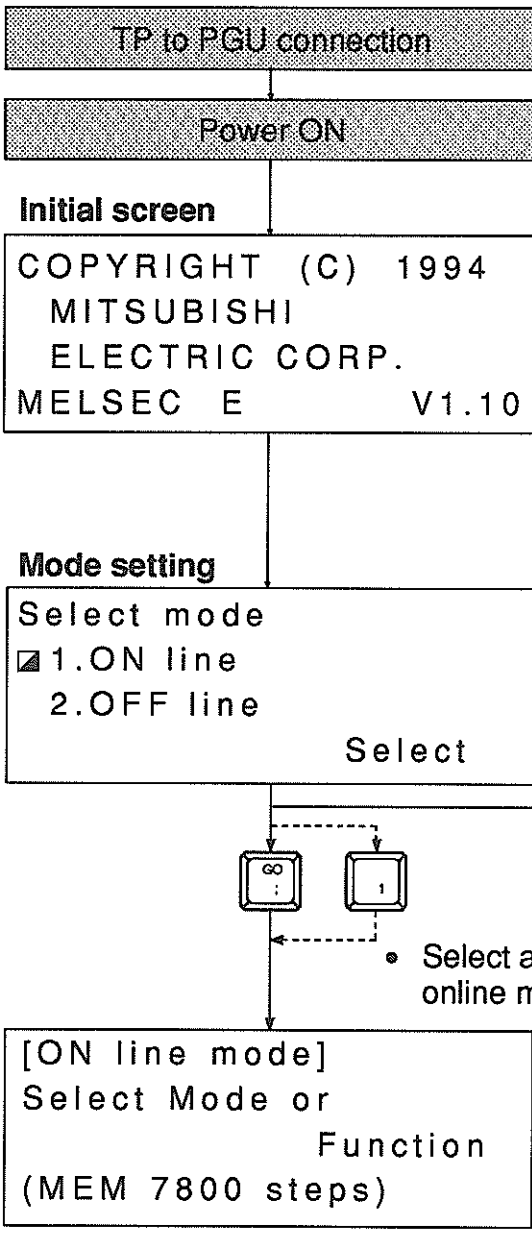 TP to PGU connection
Power ON
Initial screen
COPYRIGHT (C) 1994
MITSUBISHI
ELECTRIC CORP.
MELSEC E V1.10
Mode setting
Select mode
1.ON line
2.OFF line
Select
GO ; 1
• Select a
online m
[ON line mode]
Select Mode or
Function
(MEM 7800 steps)